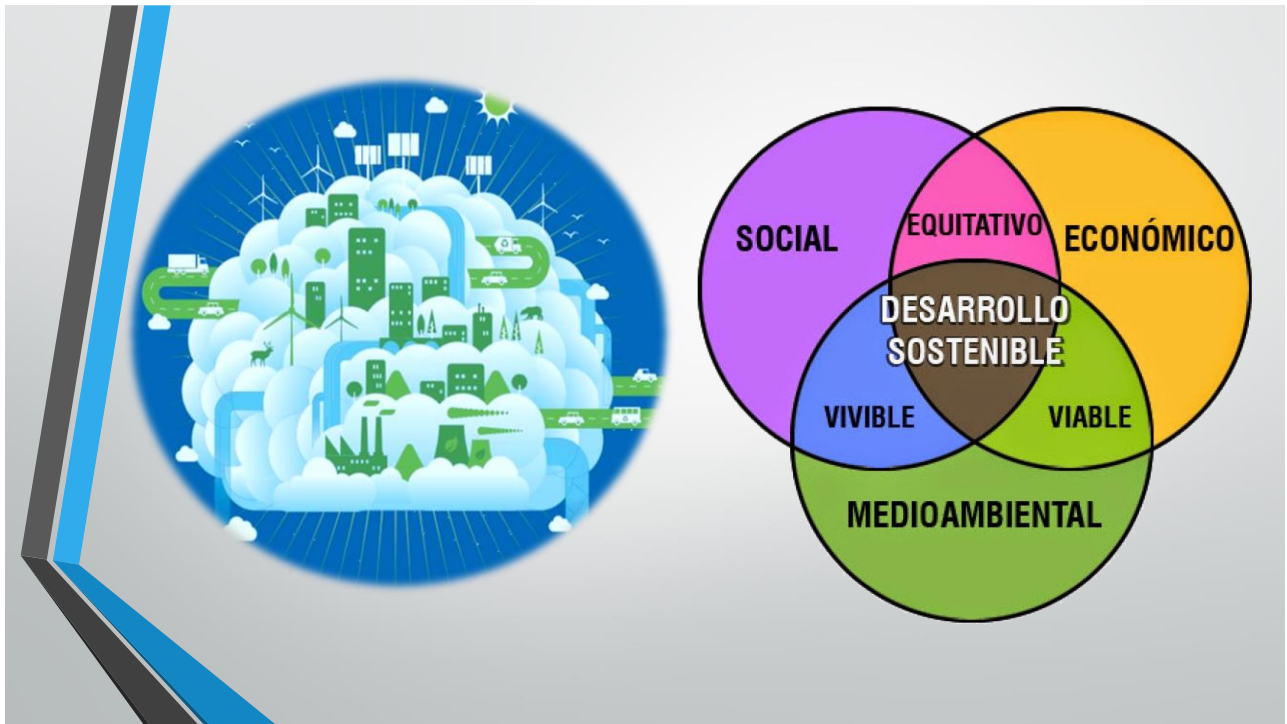 SOCIAL
EQUITATIVO
ECONÓMICO
DESARROLLO
SOSTENIBLE
VIVIBLE
VIABLE
MEDIOAMBIENTAL